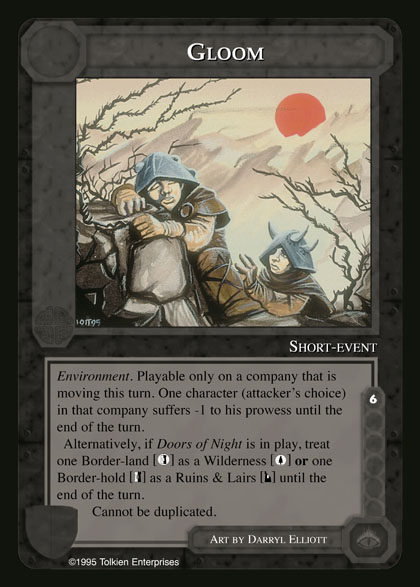 GLOOM
SHORT-EVENT
Environment. Playable only on a company that is
moving this turn. One character (attacker's choice)
in that company suffers -1 to his prowess until the
end of the turn.
Alternatively, if Doors of Night is in play, treat
one Border-land [] as a Wilderness [] or one
Border-hold [] as a Ruins & Lairs [] until the
end of the turn.
Cannot be duplicated.
6
ART BY DARRYL ELLIOTT
©1995 Tolkien Enterprises